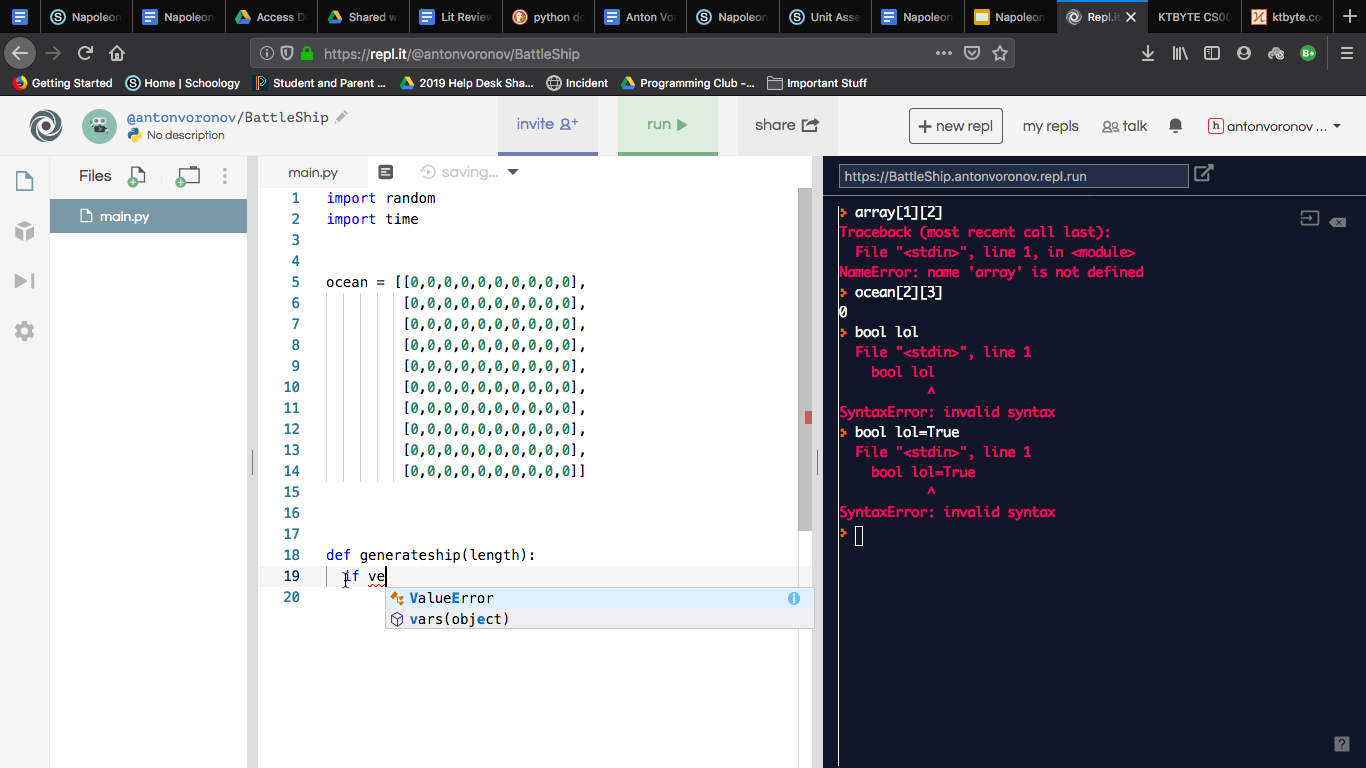 Napoleon
Napoleon
Access D
Shared w
Lit Review
python do
Anton Vo
Napoleon
Unit Asse
Napoleon
Napoleon
Repl.it
KTBYTE CS00
ktbyte.co
https://repl.it/@antonvoronov/BattleShip
Getting Started
Home | Schoology
Student and Parent ...
2019 Help Desk Sha...
Incident
Programming Club -...
Important Stuff
@antonvoronov/BattleShip
No description
invite
run
share
+ new repl
my repls
talk
h antonvoronov ...
Files
main.py
main.py
saving...
1 import random
2 import time
3
4
5 ocean = [[0,0,0,0,0,0,0,0,0,0],
6 [0,0,0,0,0,0,0,0,0,0],
7 [0,0,0,0,0,0,0,0,0,0],
8 [0,0,0,0,0,0,0,0,0,0],
9 [0,0,0,0,0,0,0,0,0,0],
10 [0,0,0,0,0,0,0,0,0,0],
11 [0,0,0,0,0,0,0,0,0,0],
12 [0,0,0,0,0,0,0,0,0,0],
13 [0,0,0,0,0,0,0,0,0,0],
14 [0,0,0,0,0,0,0,0,0,0]]
15
16
17
18 def generateship(length):
19 if ve
20
ValueError
vars(object)
https://BattleShip.antonvoronov.repl.run
array[1][2]
Traceback (most recent call last):
File "<stdin>", line 1, in <module>
NameError: name 'array' is not defined
ocean[2][3]
0
bool lol
File "<stdin>", line 1
bool lol
^
SyntaxError: invalid syntax
bool lol=True
File "<stdin>", line 1
bool lol=True
^
SyntaxError: invalid syntax
?